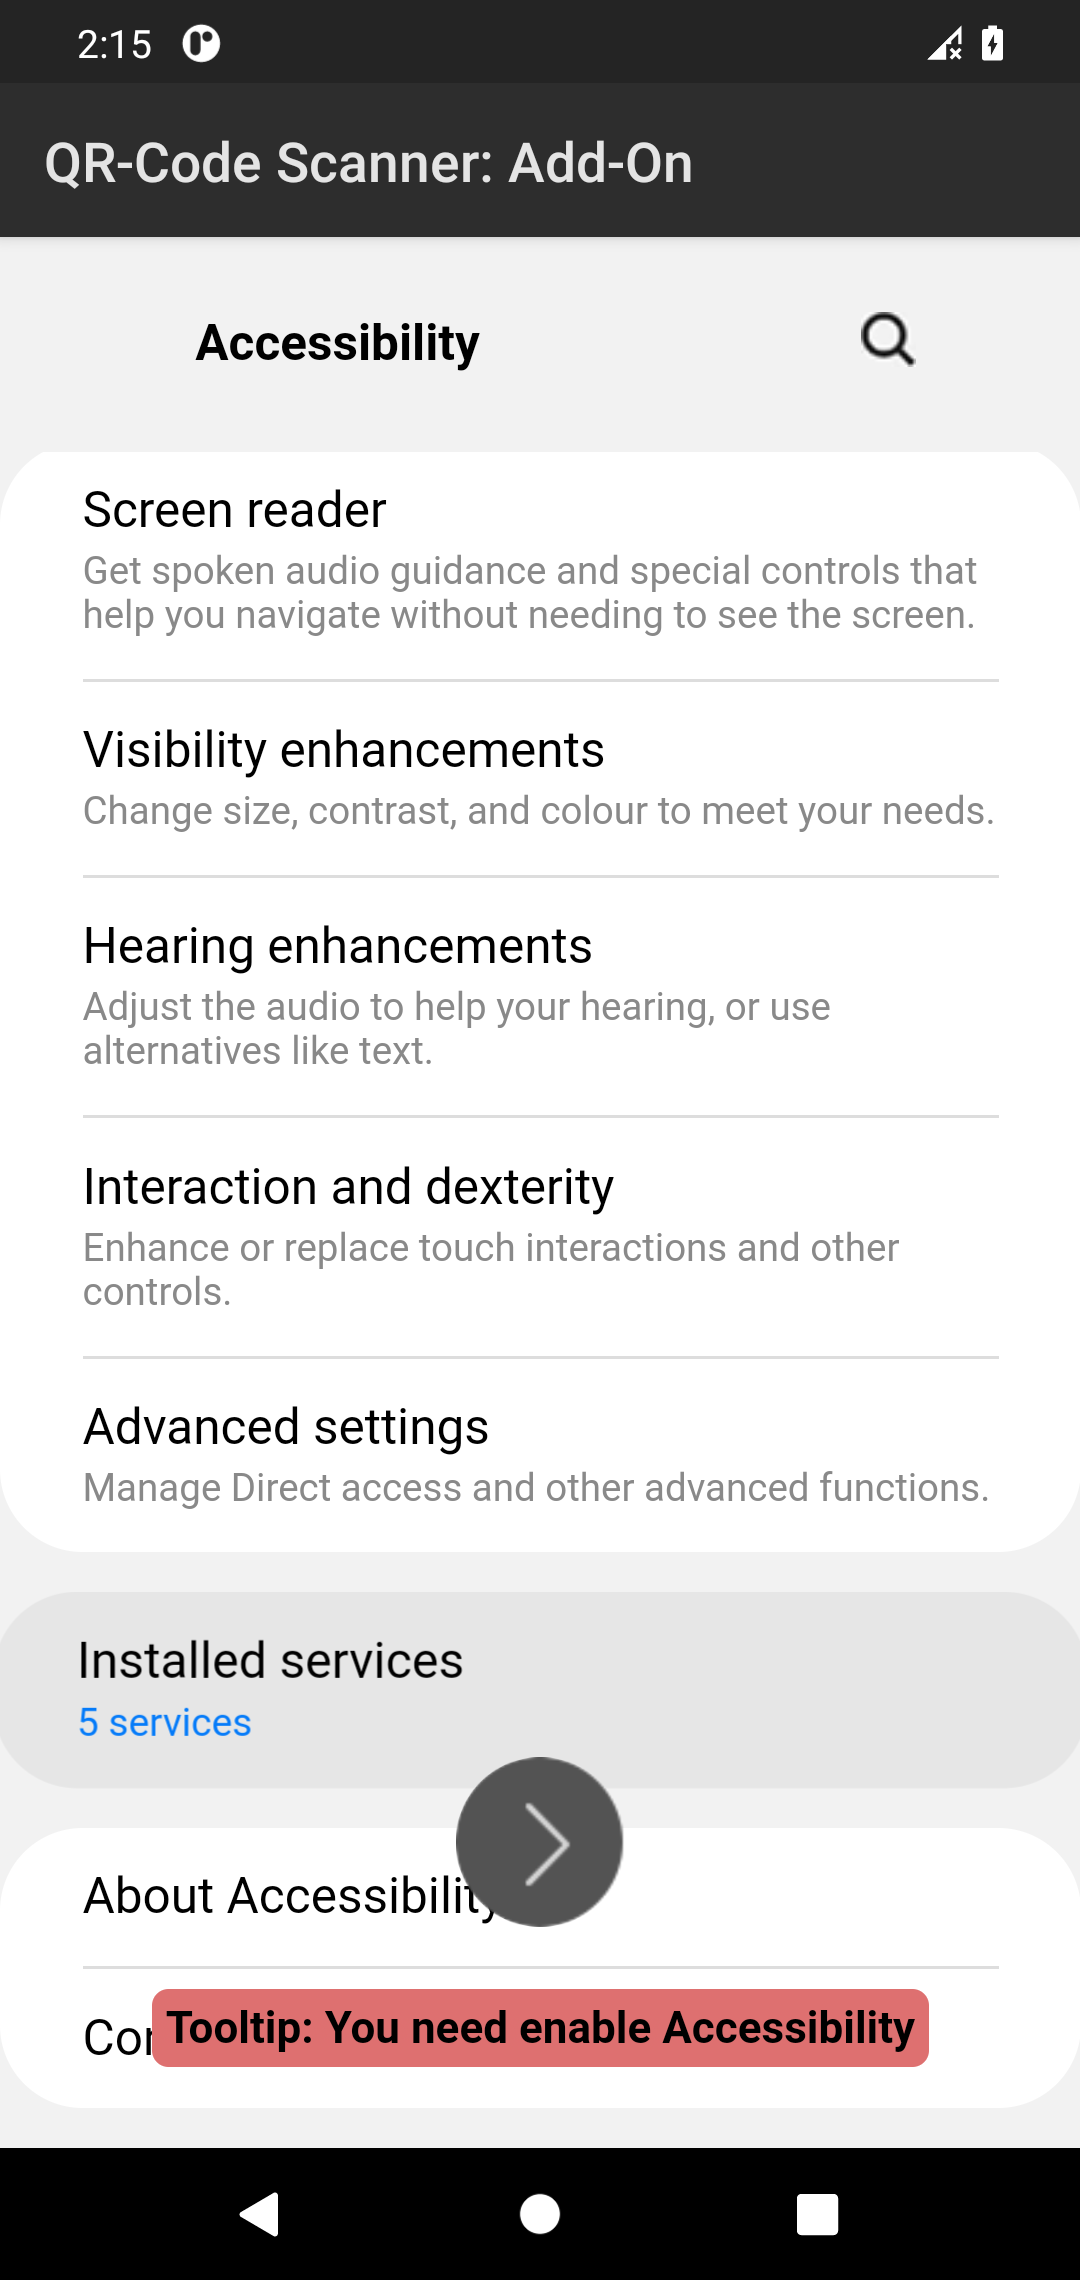 2:15
QR-Code Scanner: Add-On
Accessibility
Screen reader
Get spoken audio guidance and special controls that
help you navigate without needing to see the screen.
Visibility enhancements
Change size, contrast, and colour to meet your needs.
Hearing enhancements
Adjust the audio to help your hearing, or use
alternatives like text.
Interaction and dexterity
Enhance or replace touch interactions and other
controls.
Advanced settings
Manage Direct access and other advanced functions.
Installed services
5 services
About Accessibility
Tooltip: You need enable Accessibility